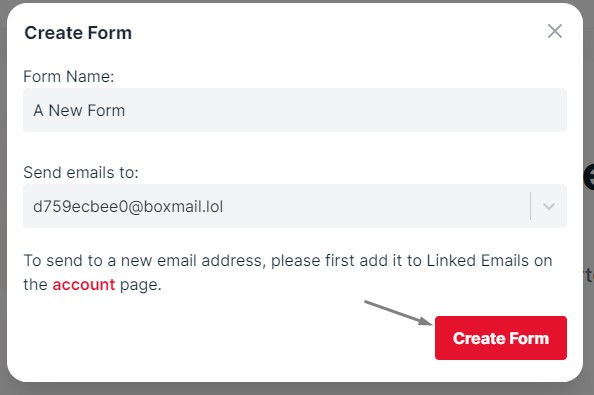 Create Form
Form Name:
A New Form
Send emails to:
d759ecbee0@boxmail.lol
To send to a new email address, please first add it to Linked Emails on
the account page.
Create Form